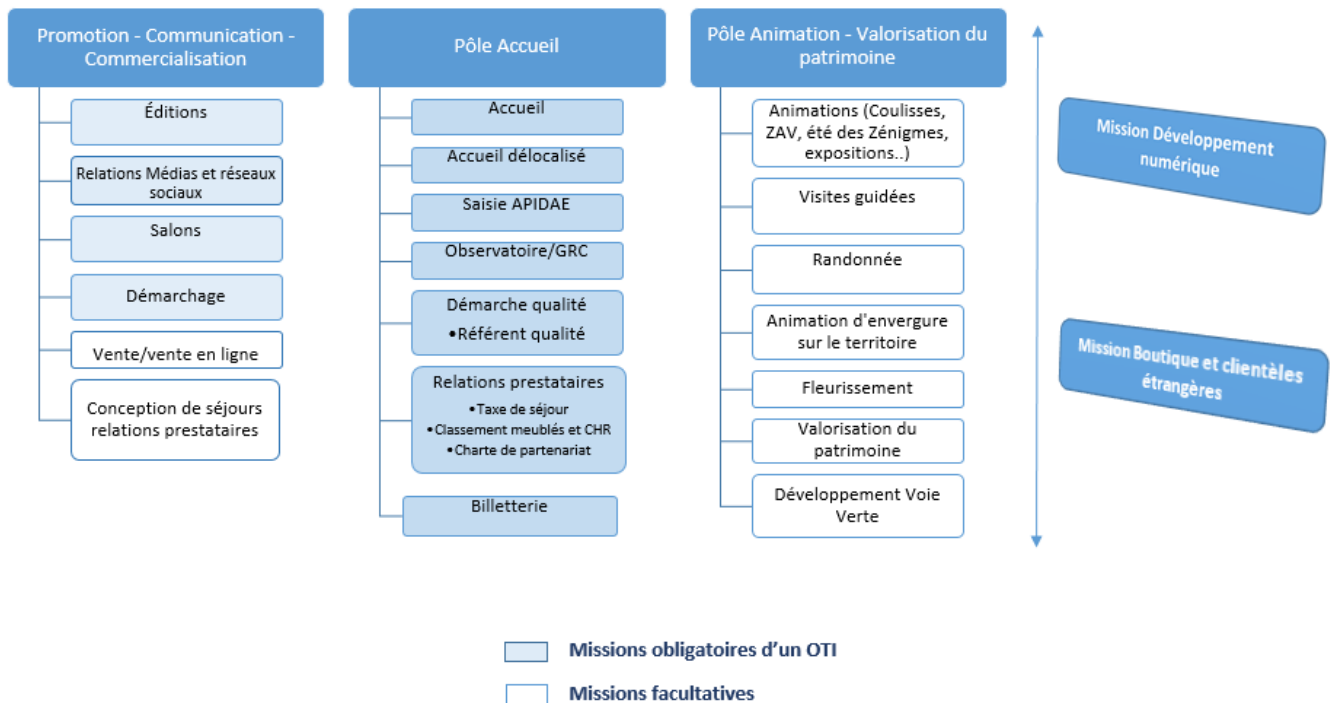 Promotion - Communication -
Commercialisation
Éditions
Relations Médias et réseaux
sociaux
Salons
Démarchage
Vente/vente en ligne
Conception de séjours
relations prestataires
Pôle Accueil
Accueil
Accueil délocalisé
Saisie APIDAE
Observatoire/GRC
Démarche qualité
•Référent qualité
Relations prestataires
•Taxe de séjour
•Classement meublés et CHR
•Charte de partenariat
Billetterie
Pôle Animation - Valorisation du
patrimoine
Animations (Coulisses,
ZAV, été des Zénigmes,
expositions..)
Visites guidées
Randonnée
Animation d'envergure
sur le territoire
Fleurissement
Valorisation du
patrimoine
Développement Voie
Verte
Mission Développement
numérique
Mission Boutique et clientèles
étrangères
Missions obligatoires d’un OTI
Missions facultatives